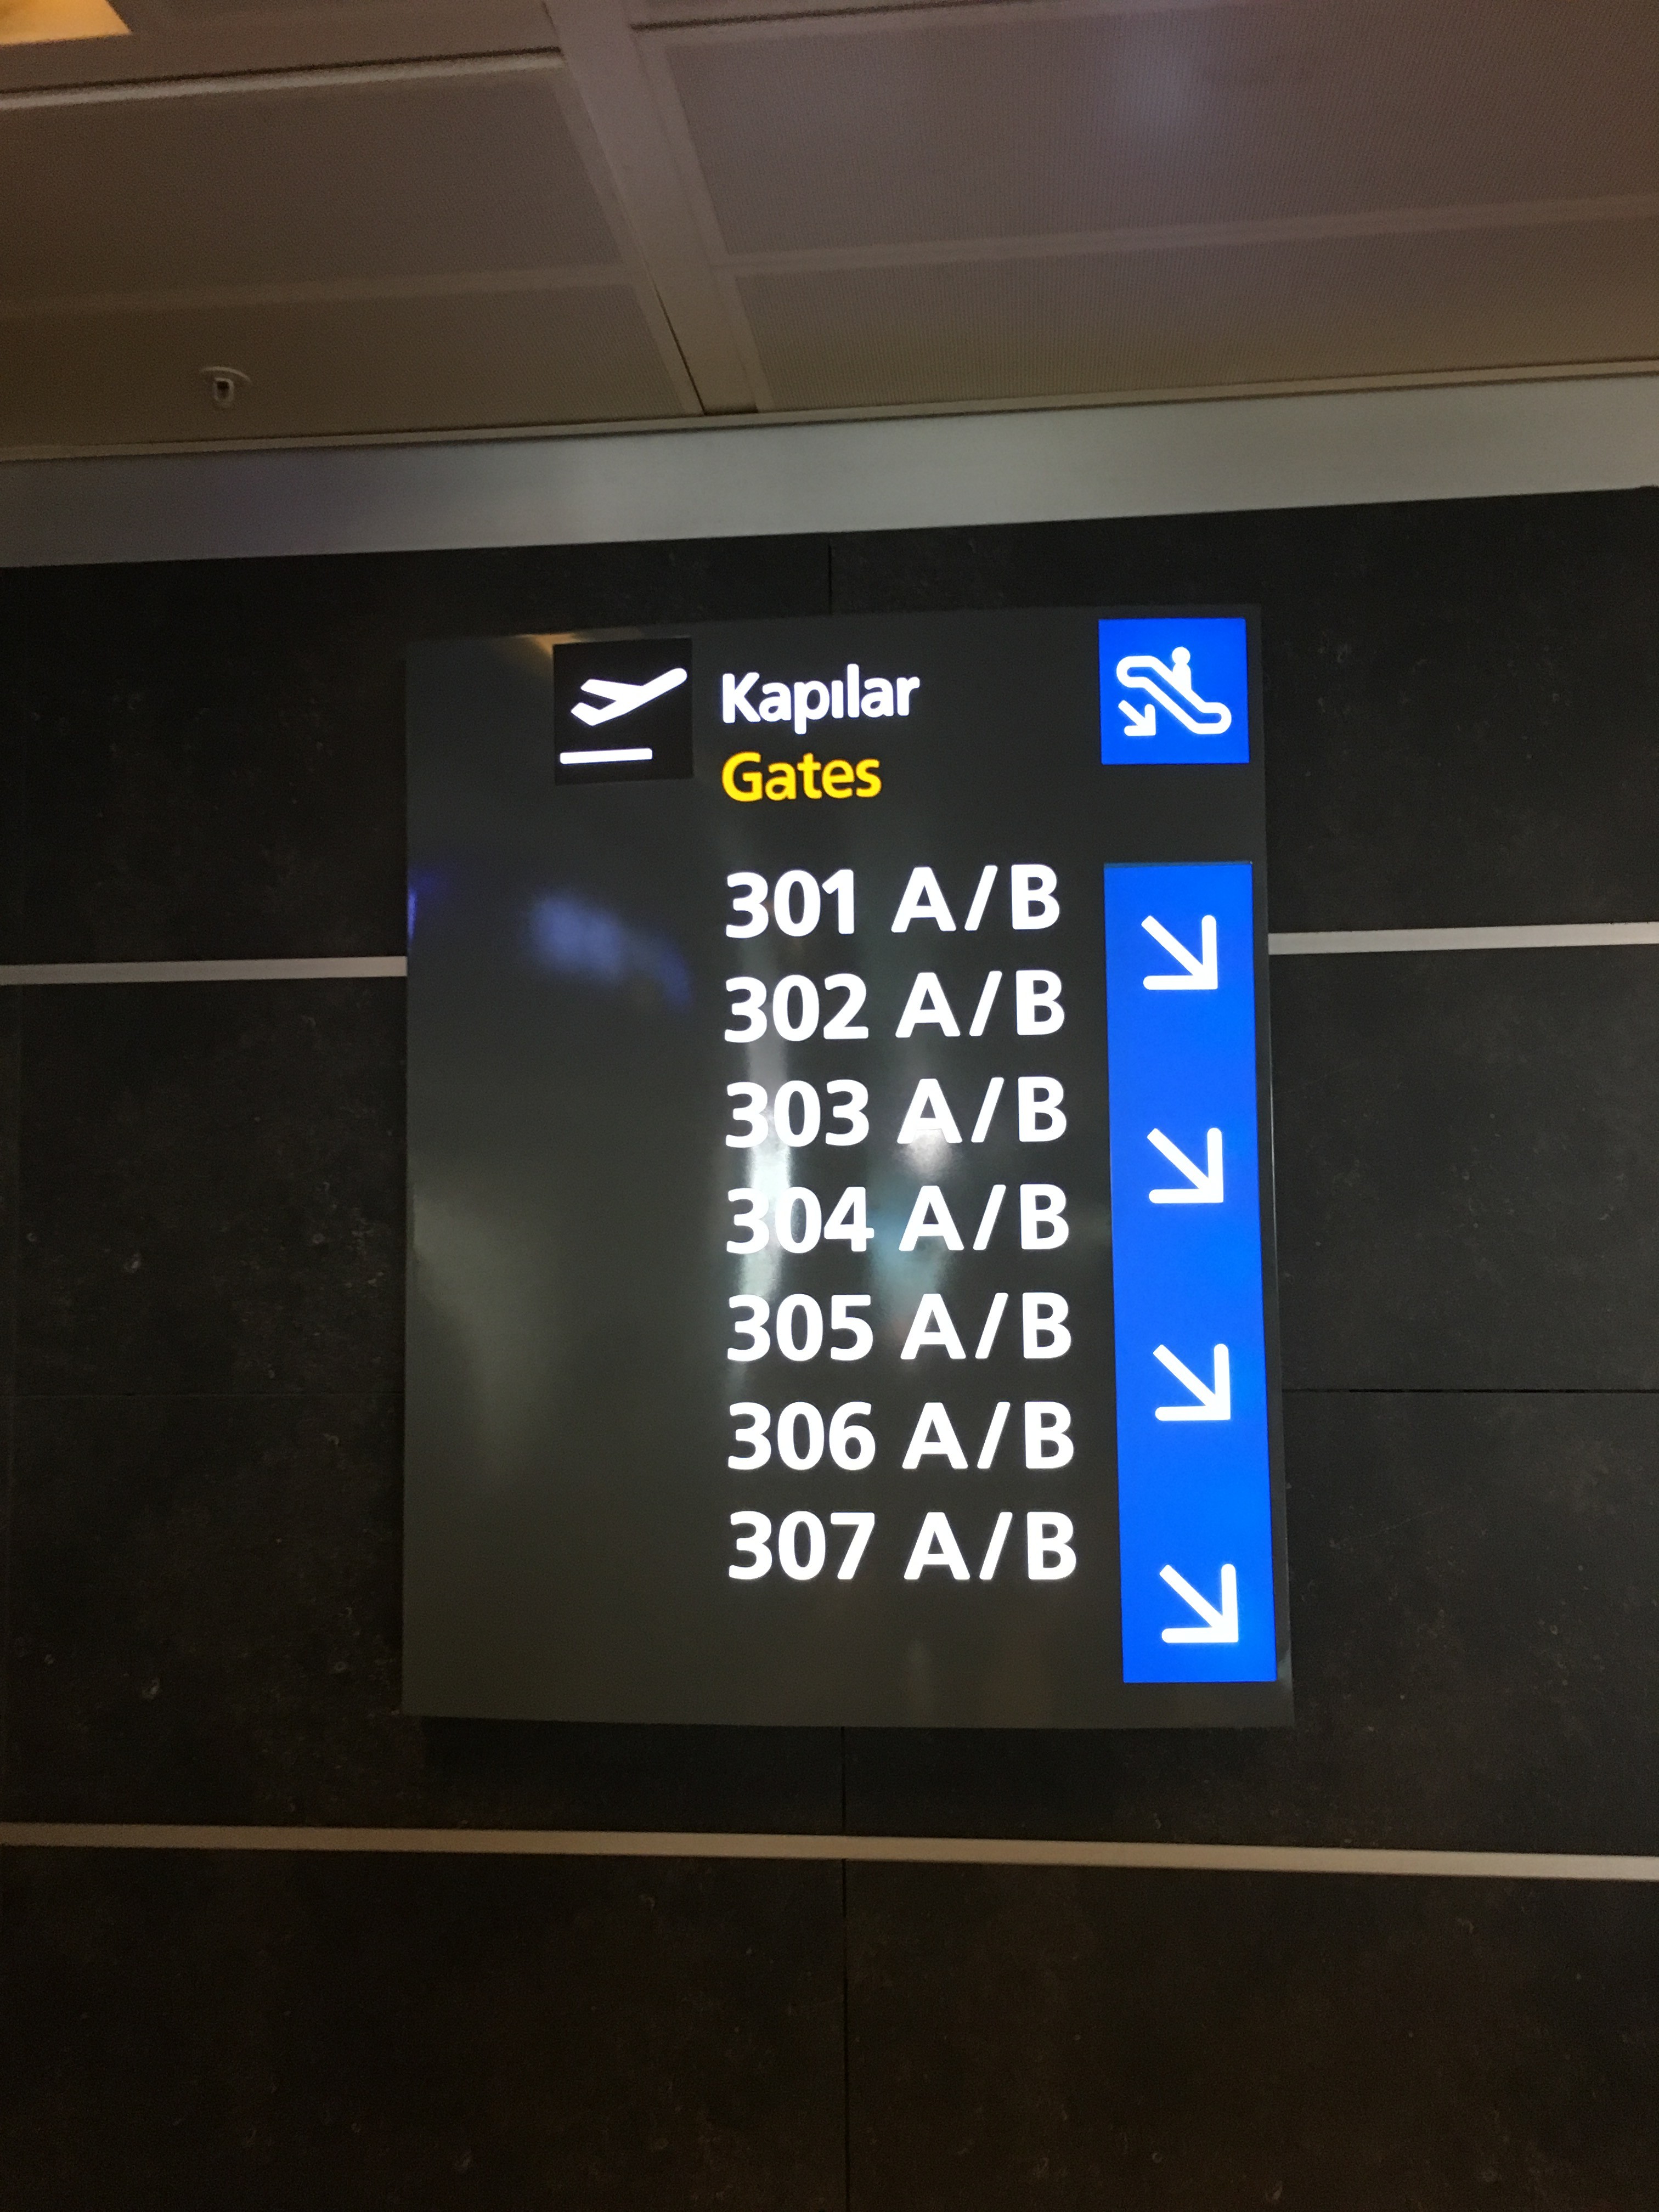 Kapılar
Gates
301 A/B
302 A/B
303 A/B
304 A/B
305 A/B
306 A/B
307 A/B